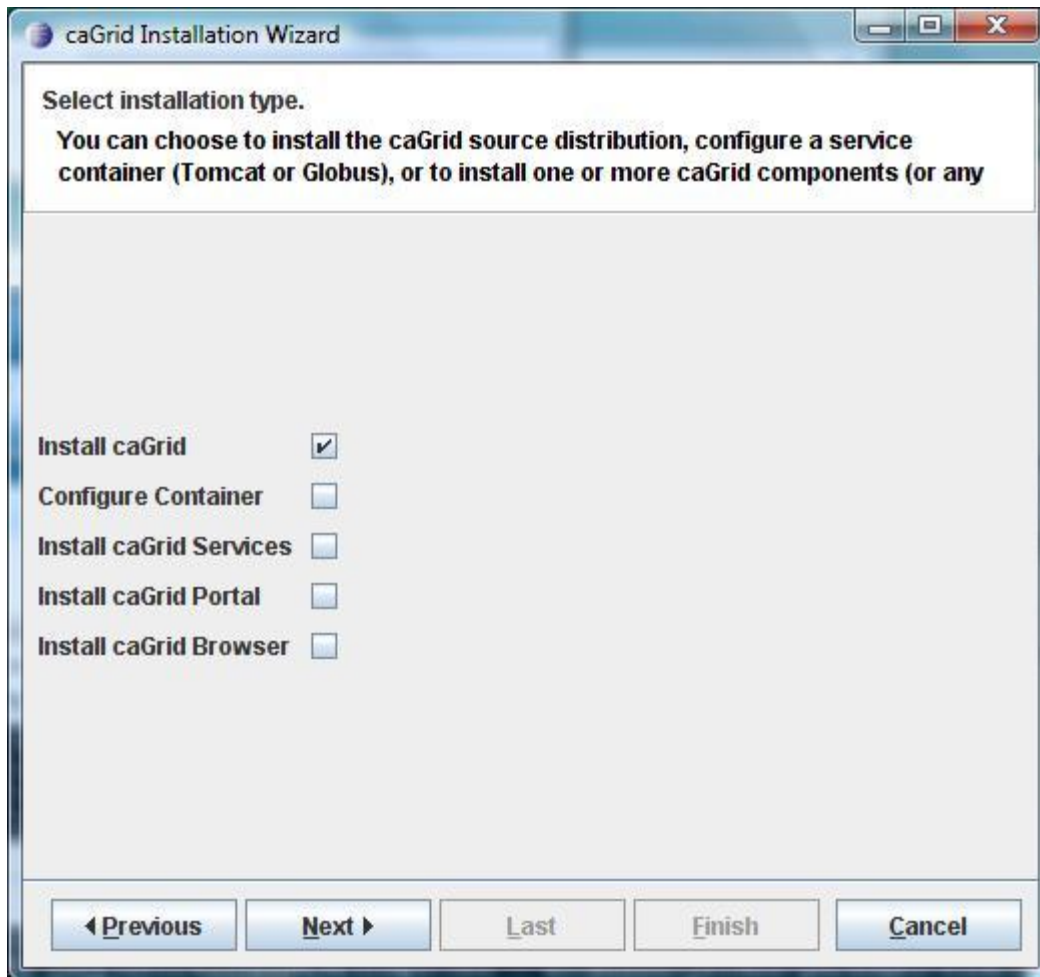 caGrid Installation Wizard
Select installation type.
You can choose to install the caGrid source distribution, configure a service
container (Tomcat or Globus), or to install one or more caGrid components (or any
Install caGrid
Configure Container
Install caGrid Services
Install caGrid Portal
Install caGrid Browser
Previous Next Last Finish Cancel